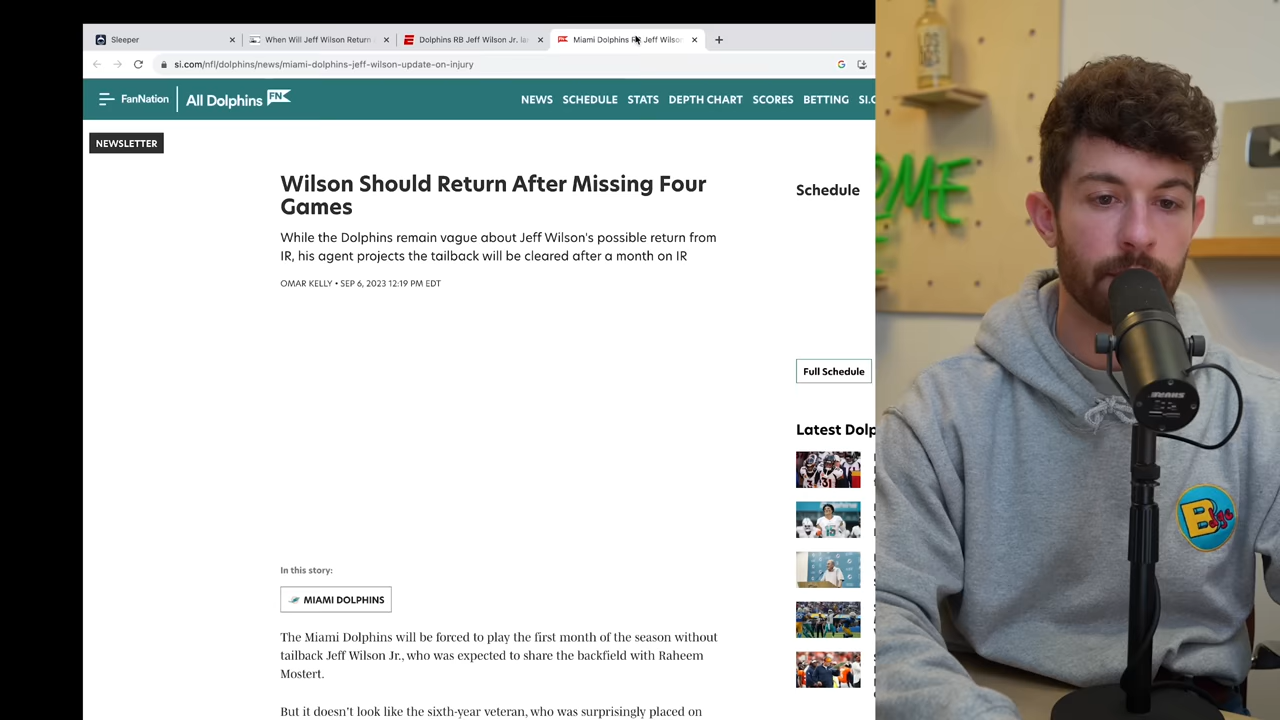 Sleeper
When Will Jeff Wilson Return
Dolphins RB Jeff Wilson Jr.
Miami Dolphins Jeff Wilson
si.com/nfl/dolphins/news/miami-dolphins-jeff-wilson-update-on-injury
FanNation | All Dolphins FN
NEWS SCHEDULE STATS DEPTH CHART SCORES BETTING
NEWSLETTER
Wilson Should Return After Missing Four
Games
While the Dolphins remain vague about Jeff Wilson's possible return from
IR, his agent projects the tailback will be cleared after a month on IR
OMAR KELLY • SEP 6, 2023 12:19 PM EDT
In this story:
MIAMI DOLPHINS
The Miami Dolphins will be forced to play the first month of the season without
tailback Jeff Wilson Jr., who was expected to share the backfield with Raheem
Mostert.
But it doesn't look like the sixth-year veteran, who was surprisingly placed on
Schedule
Full Schedule
Latest
SHURE